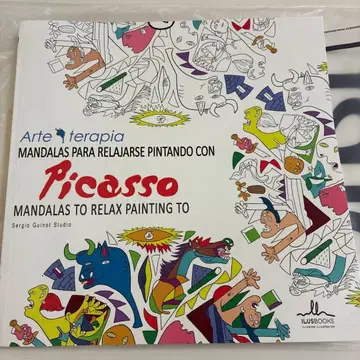 Arte terapia
MANDALAS PARA RELAJARSE PINTANDO CON
Picasso
MANDALAS TO RELAX PAINTING TO
Sergio Guinot Studio
ILUSBOOKS